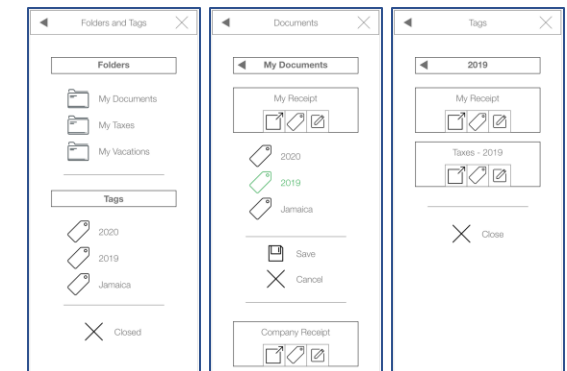 Folders and Tags
Folders
My Documents
My Taxes
My Vacations
Tags
2020
2019
Jamaica
Closed
Documents
My Documents
My Receipt
2020
2019
Jamaica
Save
Cancel
Company Receipt
Tags
2019
My Receipt
Taxes - 2019
Close